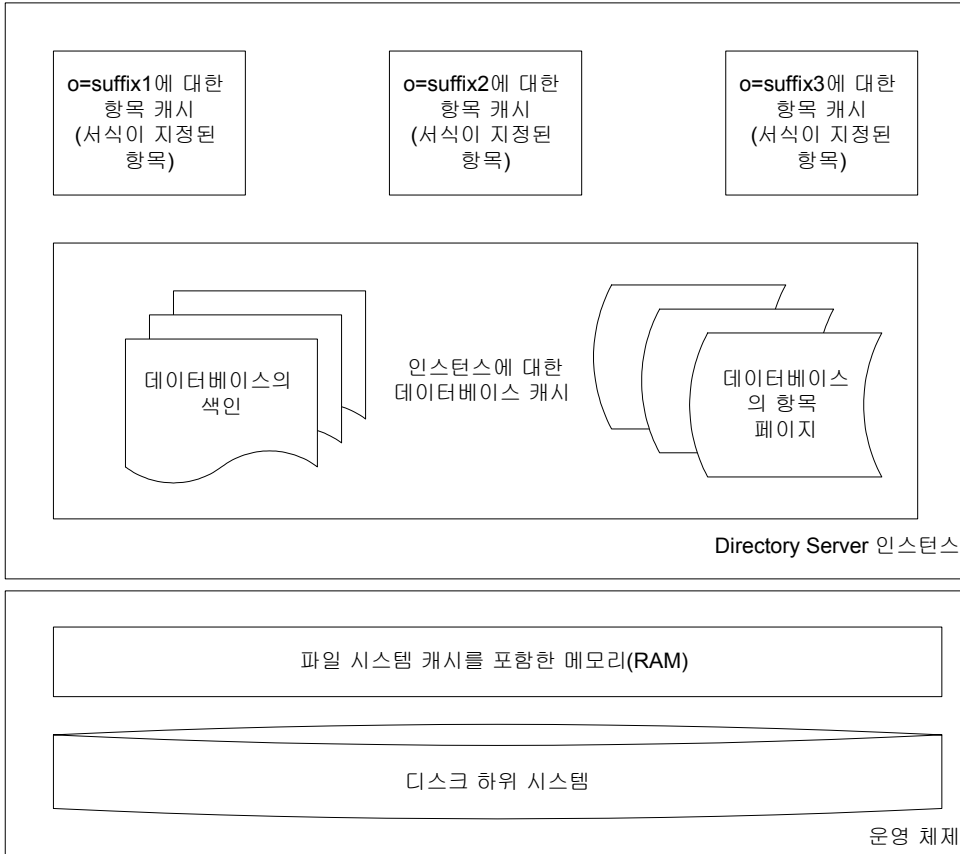 o=suffix1에 대한
항목 캐시
(서식이 지정된
항목)
o=suffix2에 대한
항목 캐시
(서식이 지정된
항목)
o=suffix3에 대한
항목 캐시
(서식이 지정된
항목)
데이터베이스의
색인
인스턴스에 대한
데이터베이스 캐시
데이터베이스
의 항목
페이지
Directory Server 인스턴스
파일 시스템 캐시를 포함한 메모리(RAM)
디스크 하위 시스템
운영 체제